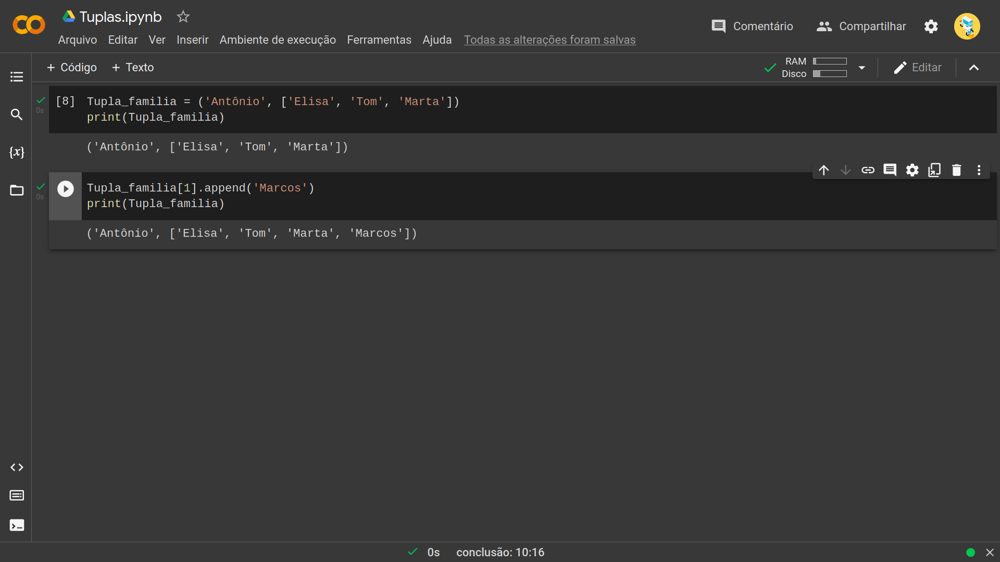 Tuplas.ipynb
Arquivo Editar Ver Inserir Ambiente de execução Ferramentas Ajuda Todas as alterações foram salvas
Comentário Compartilhar
+ Código + Texto
RAM
Disco
Editar
[8] Tupla_familia = ('Antônio', ['Elisa', 'Tom', 'Marta'])
0s
print(Tupla_familia)
('Antônio', ['Elisa', 'Tom', 'Marta'])
Tupla_familia[1].append('Marcos')
0s
print(Tupla_familia)
('Antônio', ['Elisa', 'Tom', 'Marta', 'Marcos'])
{x}
0s conclusão: 10:16